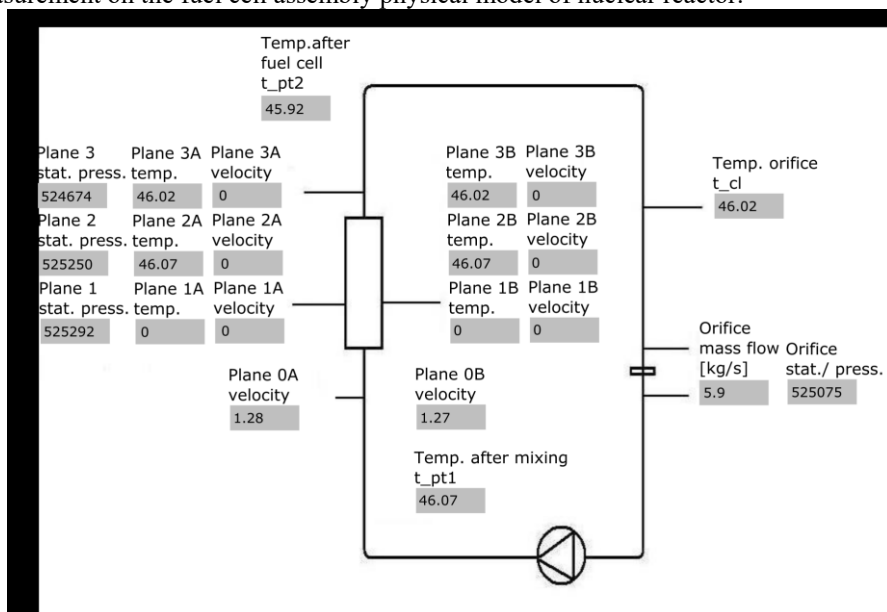 asurement on the fuel cell assembly physical model of nuclear reactor.
Temp.after
fuel cell
t_pt2
45.92
Plane 3 Plane 3A Plane 3A
stat. press. temp. velocity
524674 46.02 0
Plane 2 Plane 2A Plane 2A
stat. press. temp. velocity
525250 46.07 0
Plane 1 Plane 1A Plane 1A
stat. press. temp. velocity
525292 0 0
Plane 3B Plane 3B
temp. velocity
46.02 0
Plane 2B Plane 2B
temp. velocity
46.07 0
Plane 1B Plane 1B
temp. velocity
0 0
Temp. orifice
t_cl
46.02
Orifice
mass flow Orifice
[kg/s] stat./ press.
5.9 525075
Plane 0A
velocity
1.28
Plane 0B
velocity
1.27
Temp. after mixing
t_pt1
46.07